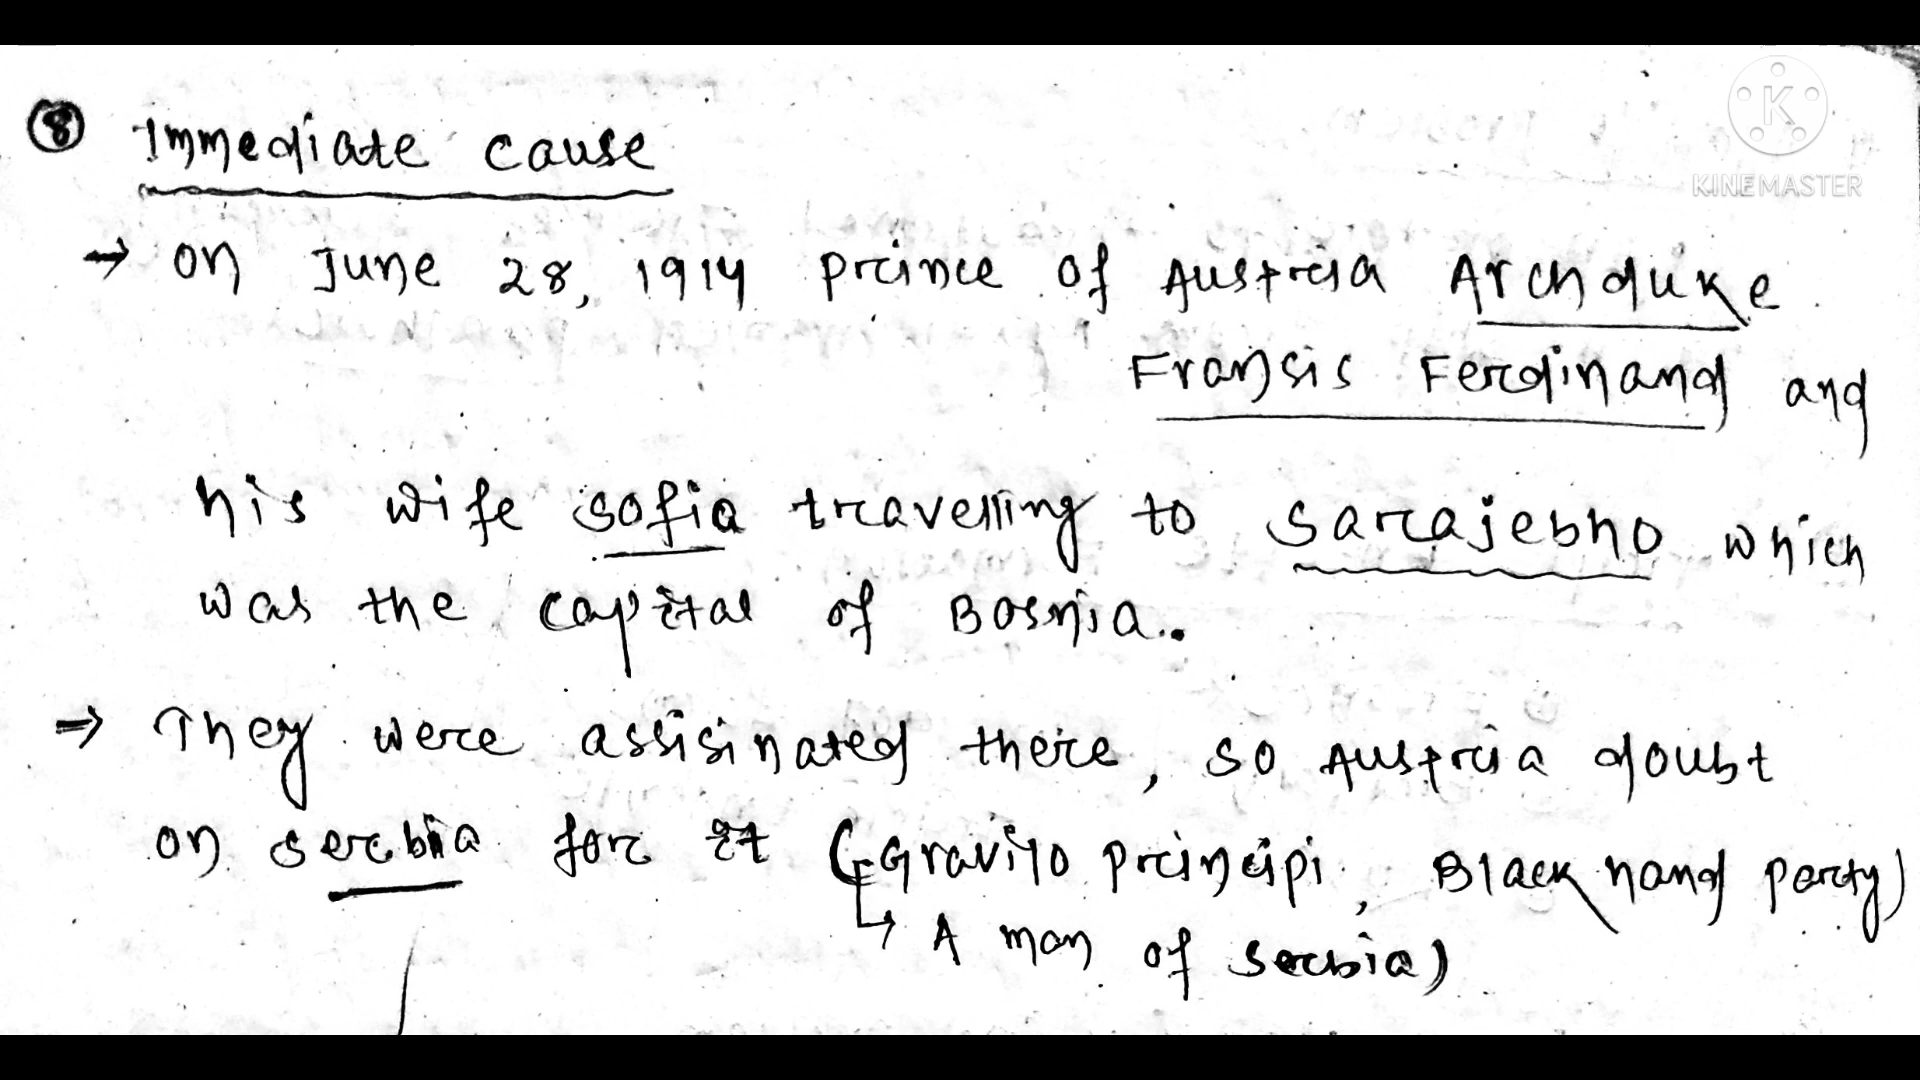 8 Immediate cause
KINEMASTER
→ on June 28, 1914 prince of Austria Archduke
Fransis Ferdinand and
his wife sofia travelling to sarajebho which
was the capital of Bosnia..
⇒ They were assisinated there, so Austria doubt
on serbia for it (Gravilo principi, Black hand party)
↳ A man of serbia)